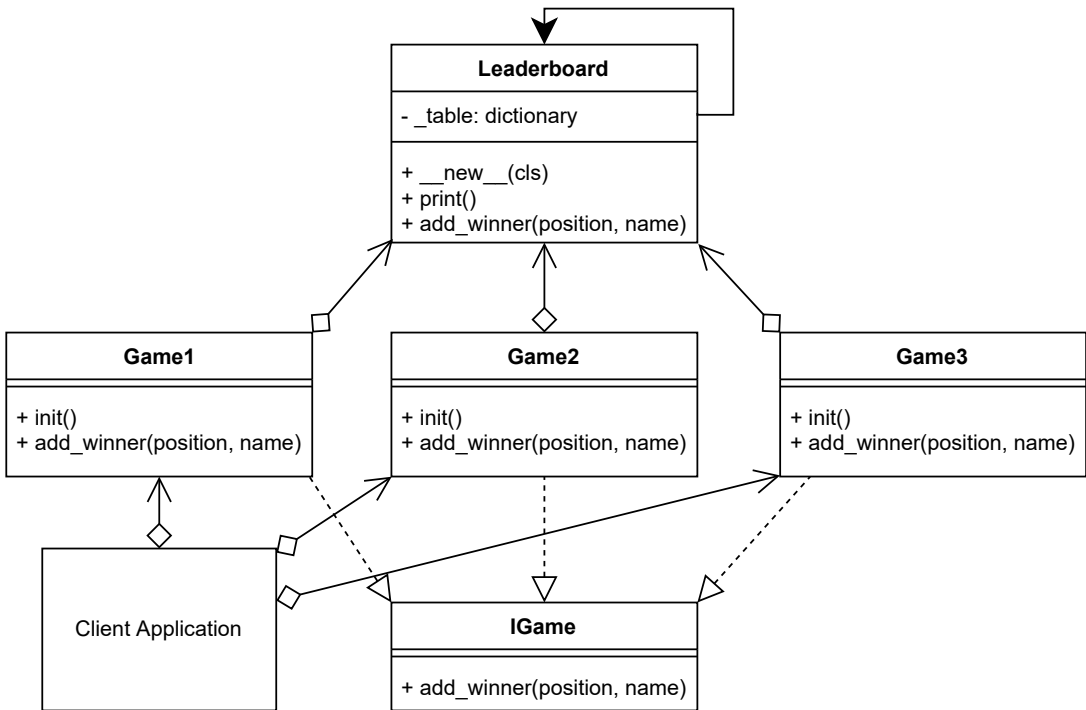 Leaderboard
- _table: dictionary
+ __new__(cls)
+ print()
+ add_winner(position, name)
Game1
+ init()
+ add_winner(position, name)
Game2
+ init()
+ add_winner(position, name)
Game3
+ init()
+ add_winner(position, name)
Client Application
IGame
+ add_winner(position, name)